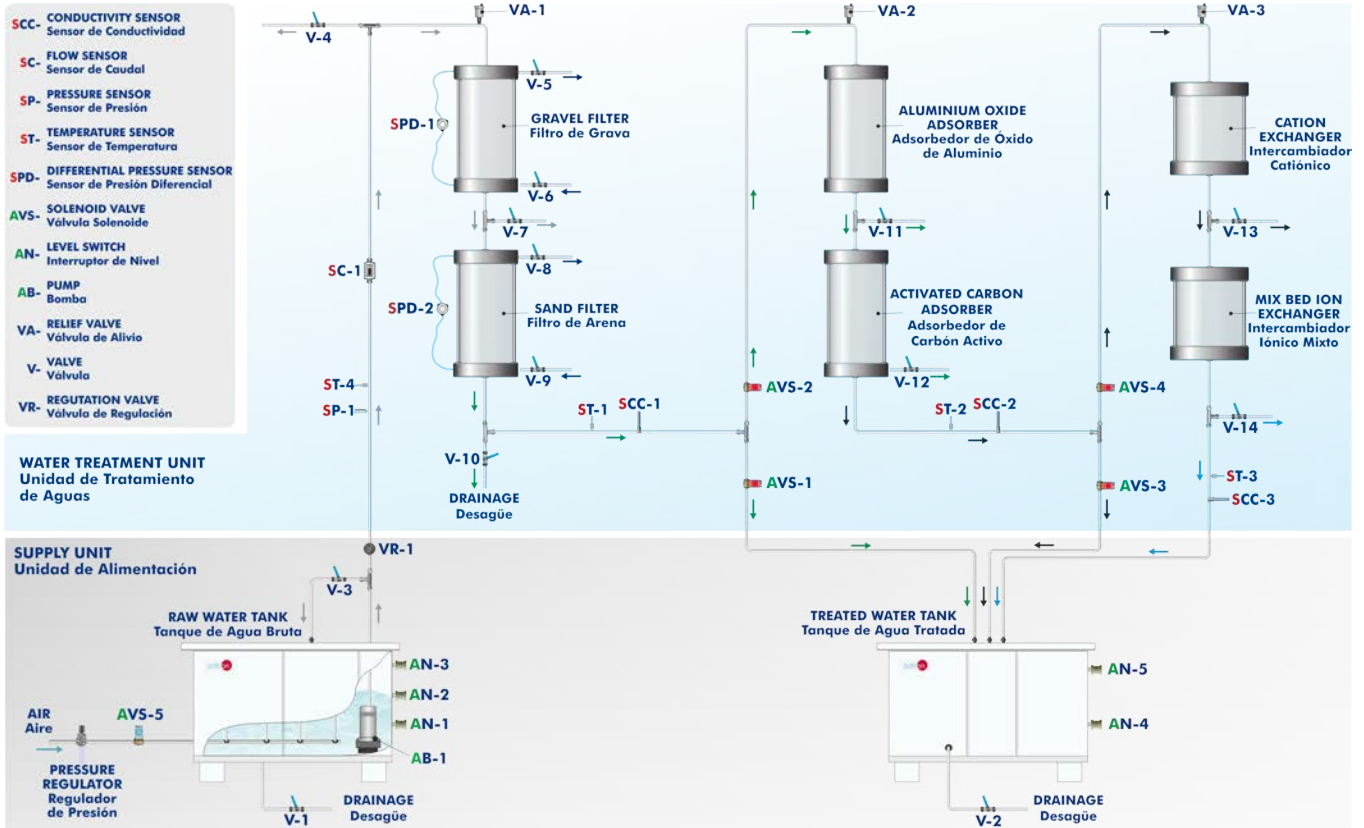 SCC- CONDUCTIVITY SENSOR
Sensor de Conductividad
SC- FLOW SENSOR
Sensor de Caudal
SP- PRESSURE SENSOR
Sensor de Presión
ST- TEMPERATURE SENSOR
Sensor de Temperatura
SPD- DIFFERENTIAL PRESSURE SENSOR
Sensor de Presión Diferencial
AVS- SOLENOID VALVE
Válvula Solenoide
AN- LEVEL SWITCH
Interruptor de Nivel
AB- PUMP
Bomba
VA- RELIEF VALVE
Válvula de Alivio
V- VALVE
Válvula
VR- REGUTATION VALVE
Válvula de Regulación
WATER TREATMENT UNIT
Unidad de Tratamiento
de Aguas
V-4
SC-1
ST-4
SP-1
VA-1
V-5
SPD-1
GRAVEL FILTER
Filtro de Grava
V-6
V-7
V-8
SPD-2
SAND FILTER
Filtro de Arena
V-9
V-10
DRAINAGE
Desagüe
ST-1
SCC-1
VA-2
ALUMINIUM OXIDE
ADSORBER
Adsorbedor de Óxido
de Aluminio
V-11
ACTIVATED CARBON
ADSORBER
Adsorbedor de
Carbón Activo
V-12
AVS-2
AVS-1
ST-2
SCC-2
VA-3
CATION
EXCHANGER
Intercambiador
Catiónico
V-13
MIX BED ION
EXCHANGER
Intercambiador
Iónico Mixto
AVS-4
V-14
AVS-3
ST-3
SCC-3
SUPPLY UNIT
Unidad de Alimentación
VR-1
V-3
RAW WATER TANK
Tanque de Agua Bruta
AN-3
AN-2
AN-1
AB-1
AIR
Aire
AVS-5
PRESSURE
REGULATOR
Regulador
de Presión
V-1
DRAINAGE
Desagüe
TREATED WATER TANK
Tanque de Agua Tratada
AN-5
AN-4
V-2
DRAINAGE
Desagüe